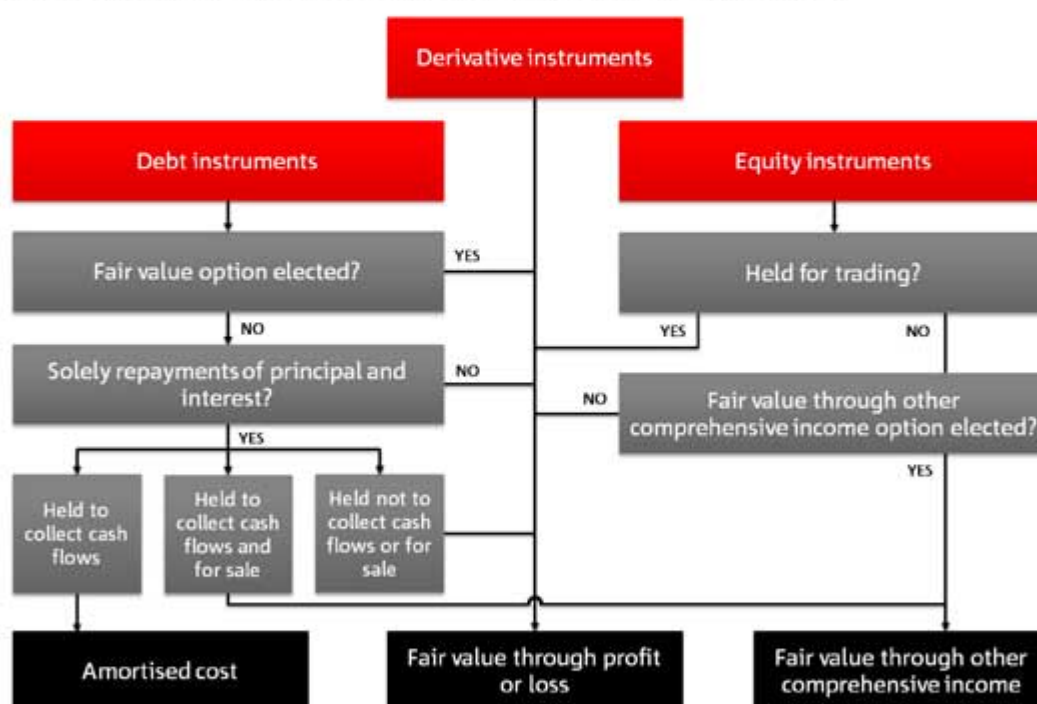 Derivative instruments
Debt instruments
Equity instruments
Fair value option elected?
YES
Held for trading?
NO
YES
NO
Solely repayments of principal and
interest?
NO
NO
Fair value through other
comprehensive income option elected?
YES
YES
Held to
collect cash
flows
Held to
collect cash
flows and
for sale
Held not to
collect cash
flows or for
sale
Amortised cost
Fair value through profit
or loss
Fair value through other
comprehensive income